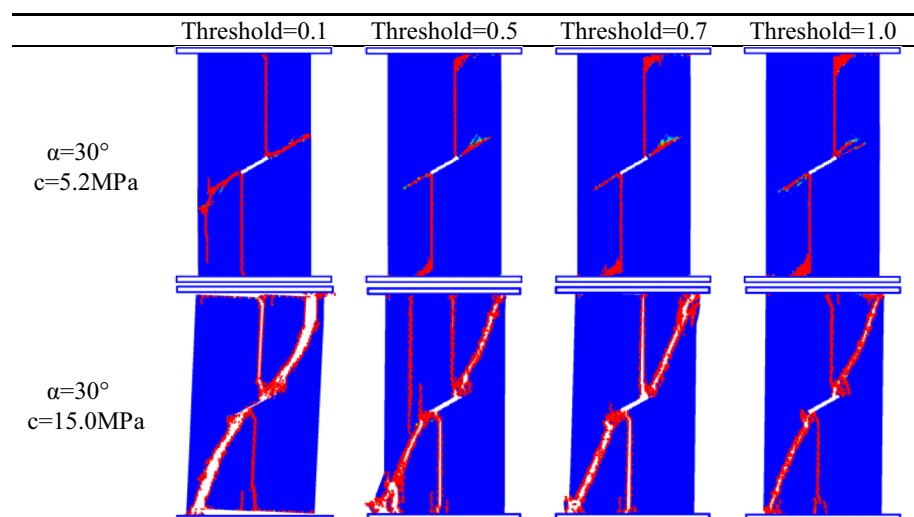 Threshold=0.1 Threshold=0.5 Threshold=0.7 Threshold=1.0
α=30°
c=5.2MPa
α=30°
c=15.0MPa